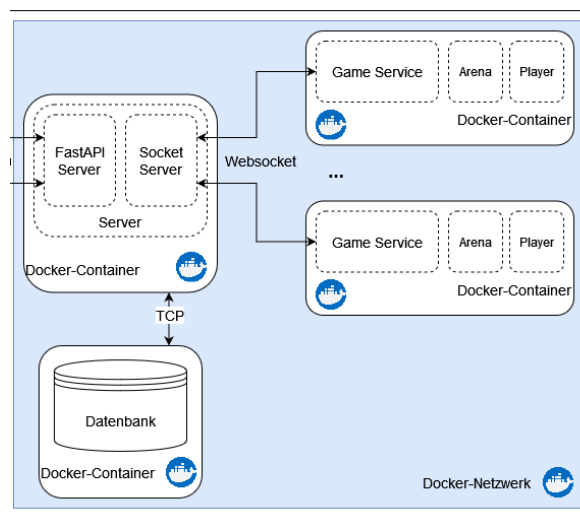 Game Service
Arena
Player
Docker-Container
FastAPI
Server
Socket
Server
Server
Docker-Container
Websocket
...
Game Service
Arena
Player
Docker-Container
TCP
Datenbank
Docker-Container
Docker-Netzwerk